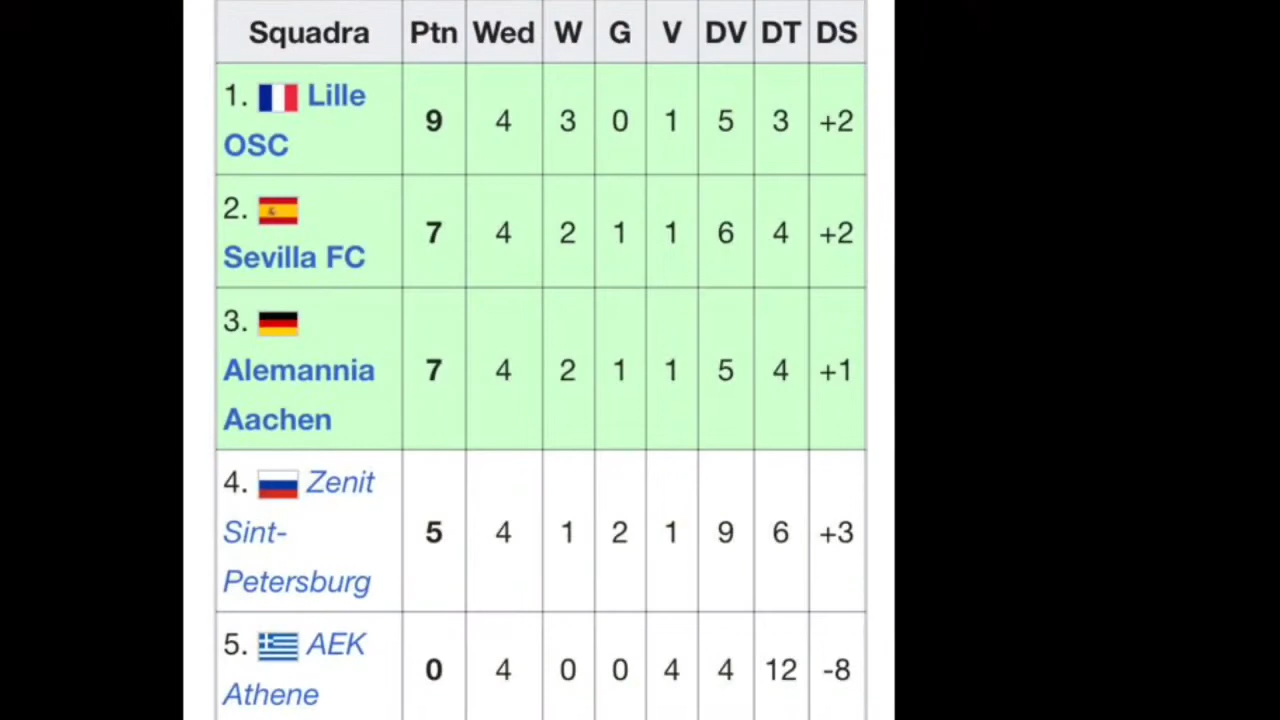 Squadra Ptn Wed W G V DV DT DS
1. Lille OSC 9 4 3 0 1 5 3 +2
2. Sevilla FC 7 4 2 1 1 6 4 +2
3. Alemannia Aachen 7 4 2 1 1 5 4 +1
4. Zenit Sint-Petersburg 5 4 1 2 1 9 6 +3
5. AEK Athene 0 4 0 0 4 4 12 -8